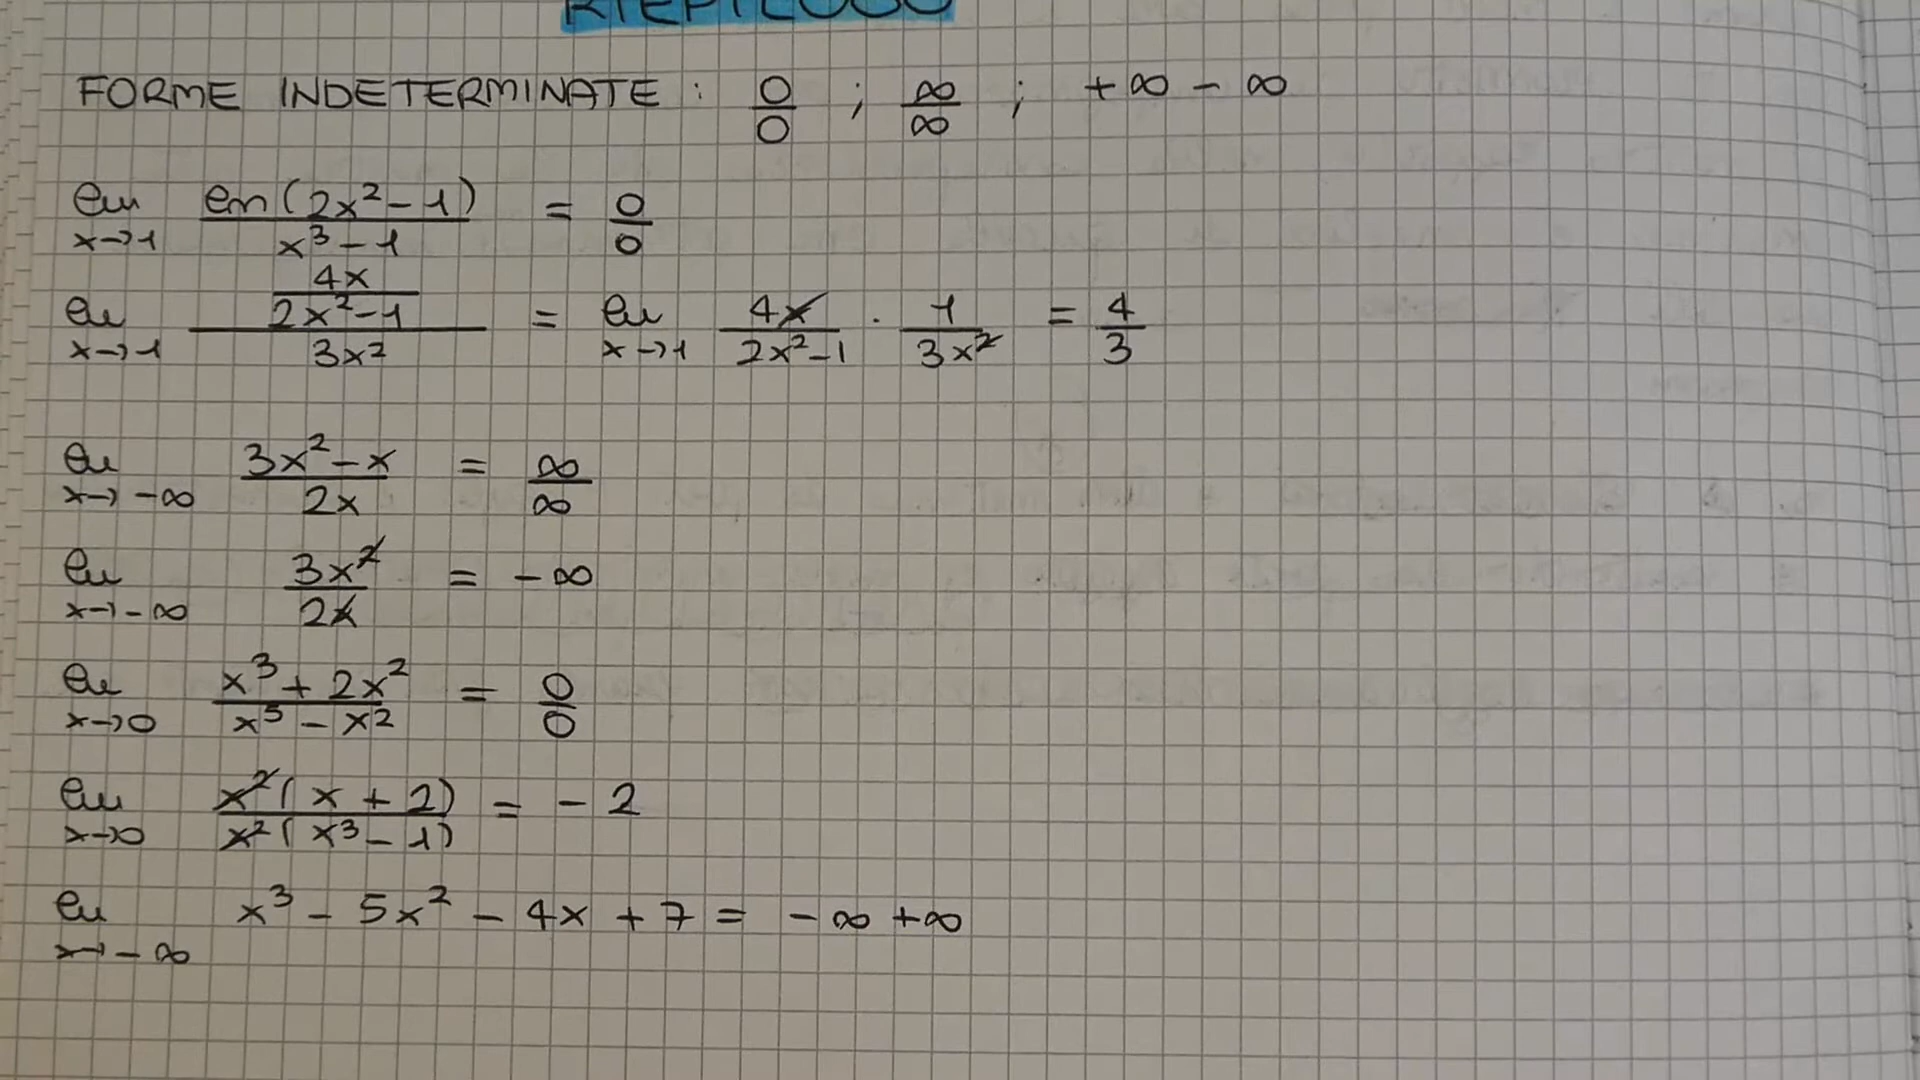 RIEPILOGO
FORME INDETERMINATE : 0/0 ; ∞/∞ ; +∞ - ∞
lim x→1 ln(2x²-1)/(x³-1) = 0/0
lim x→1 (4x/(2x²-1))/(3x²) = lim x→1 4x/(2x²-1) · 1/(3x²) = 4/3
lim x→-∞ (3x²-x)/(2x) = ∞/∞
lim x→-∞ 3x²/(2x) = -∞
lim x→0 (x³+2x²)/(x⁵-x²) = 0/0
lim x→0 x²(x+2)/(x²(x³-1)) = -2
lim x→-∞ x³ - 5x² - 4x + 7 = -∞ +∞